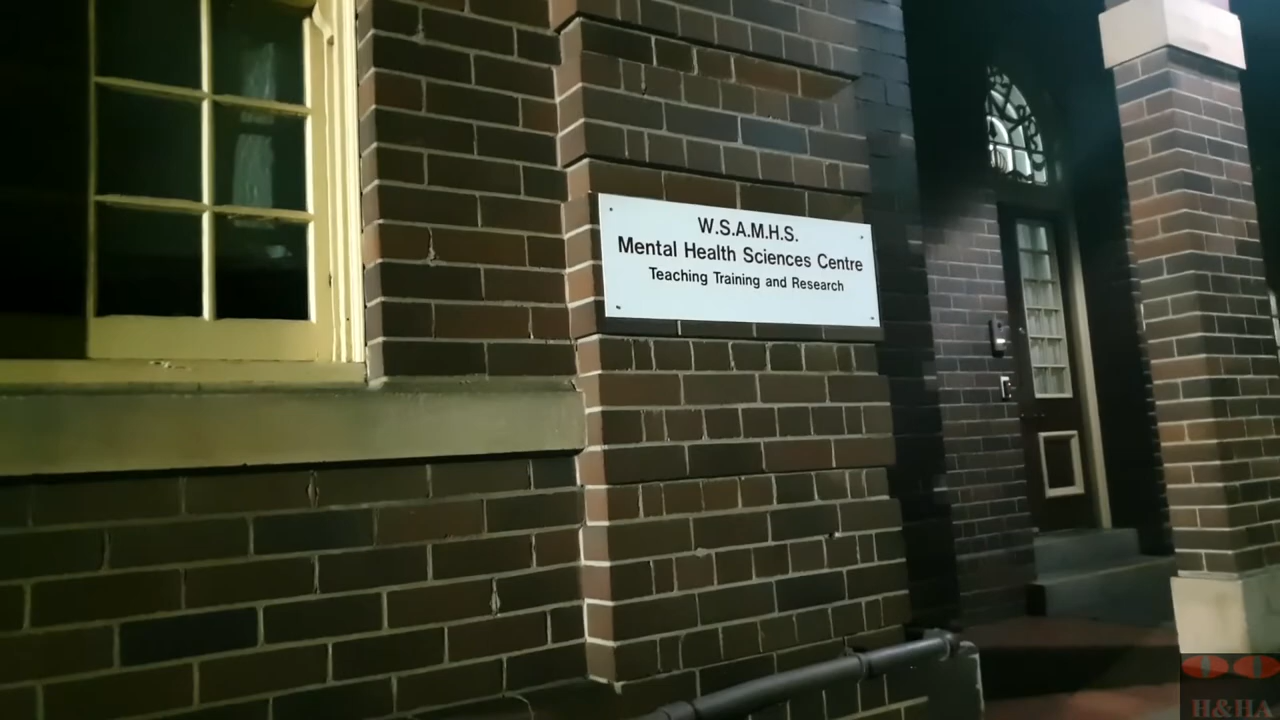 W.S.A.M.H.S.
Mental Health Sciences Centre
Teaching Training and Research
H&HA